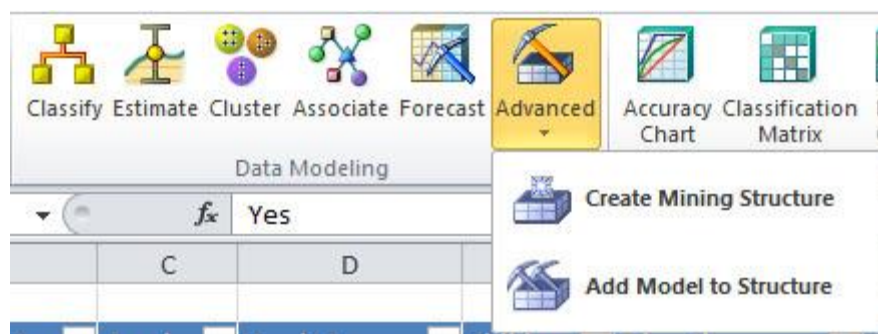 Classify Estimate Cluster Associate Forecast Advanced Accuracy Classification
Chart Matrix
Data Modeling
Create Mining Structure
fx Yes
C D
Add Model to Structure